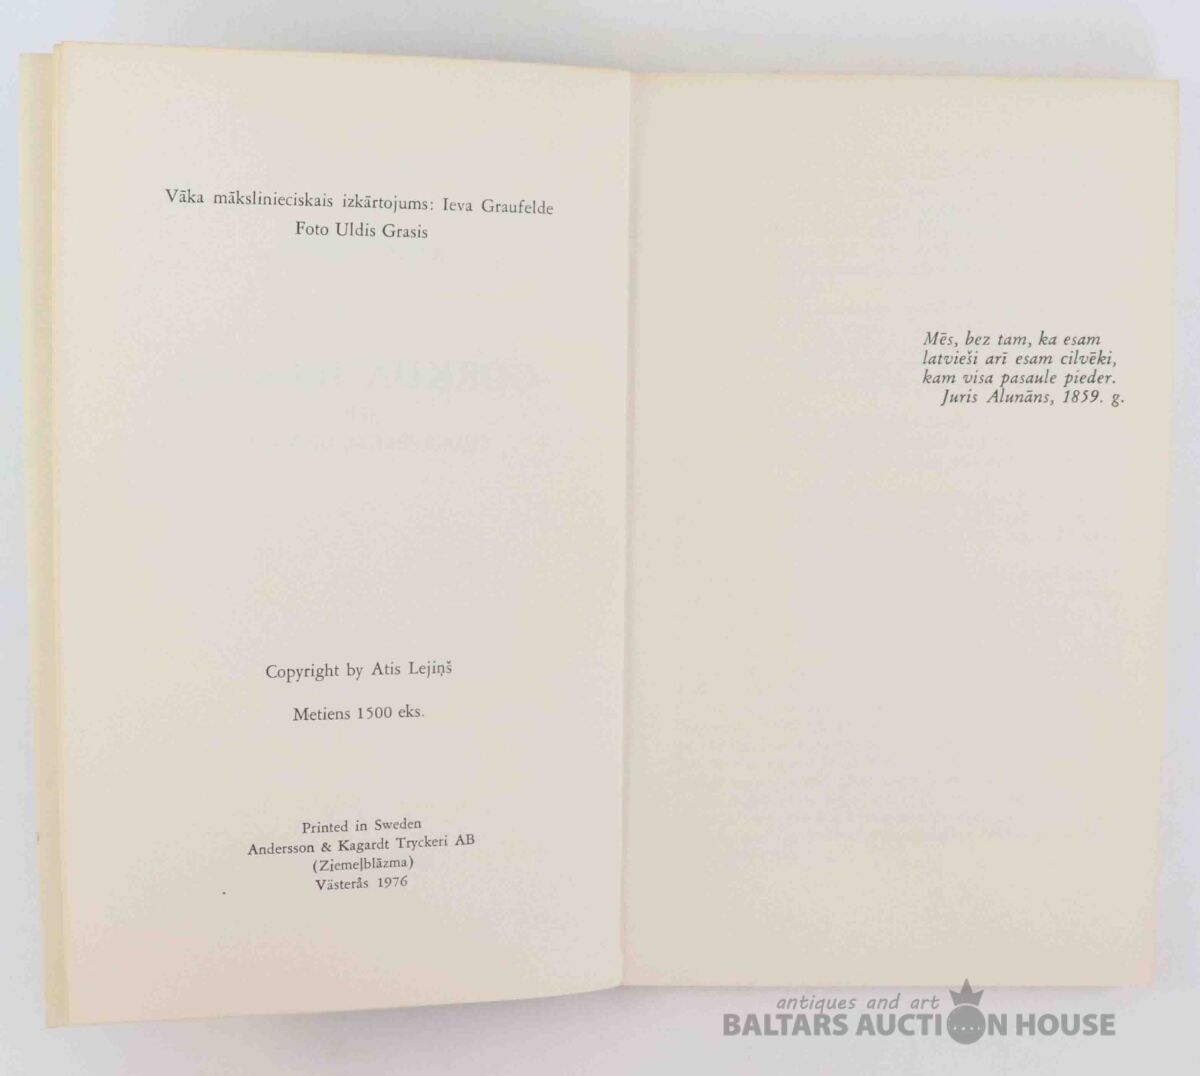 Vāka mākslinieciskais izkārtojums: Ieva Graufelde
Foto Uldis Grasis
Copyright by Atis Lejiņš
Metiens 1500 eks.
Printed in Sweden
Andersson & Kagardt Tryckeri AB
(Ziemeļblāzma)
Västerås 1976
Mēs, bez tam, ka esam
latvieši arī esam cilvēki,
kam visa pasaule pieder.
Juris Alunāns, 1859. g.
antiques and art
BALTARS AUCTION HOUSE